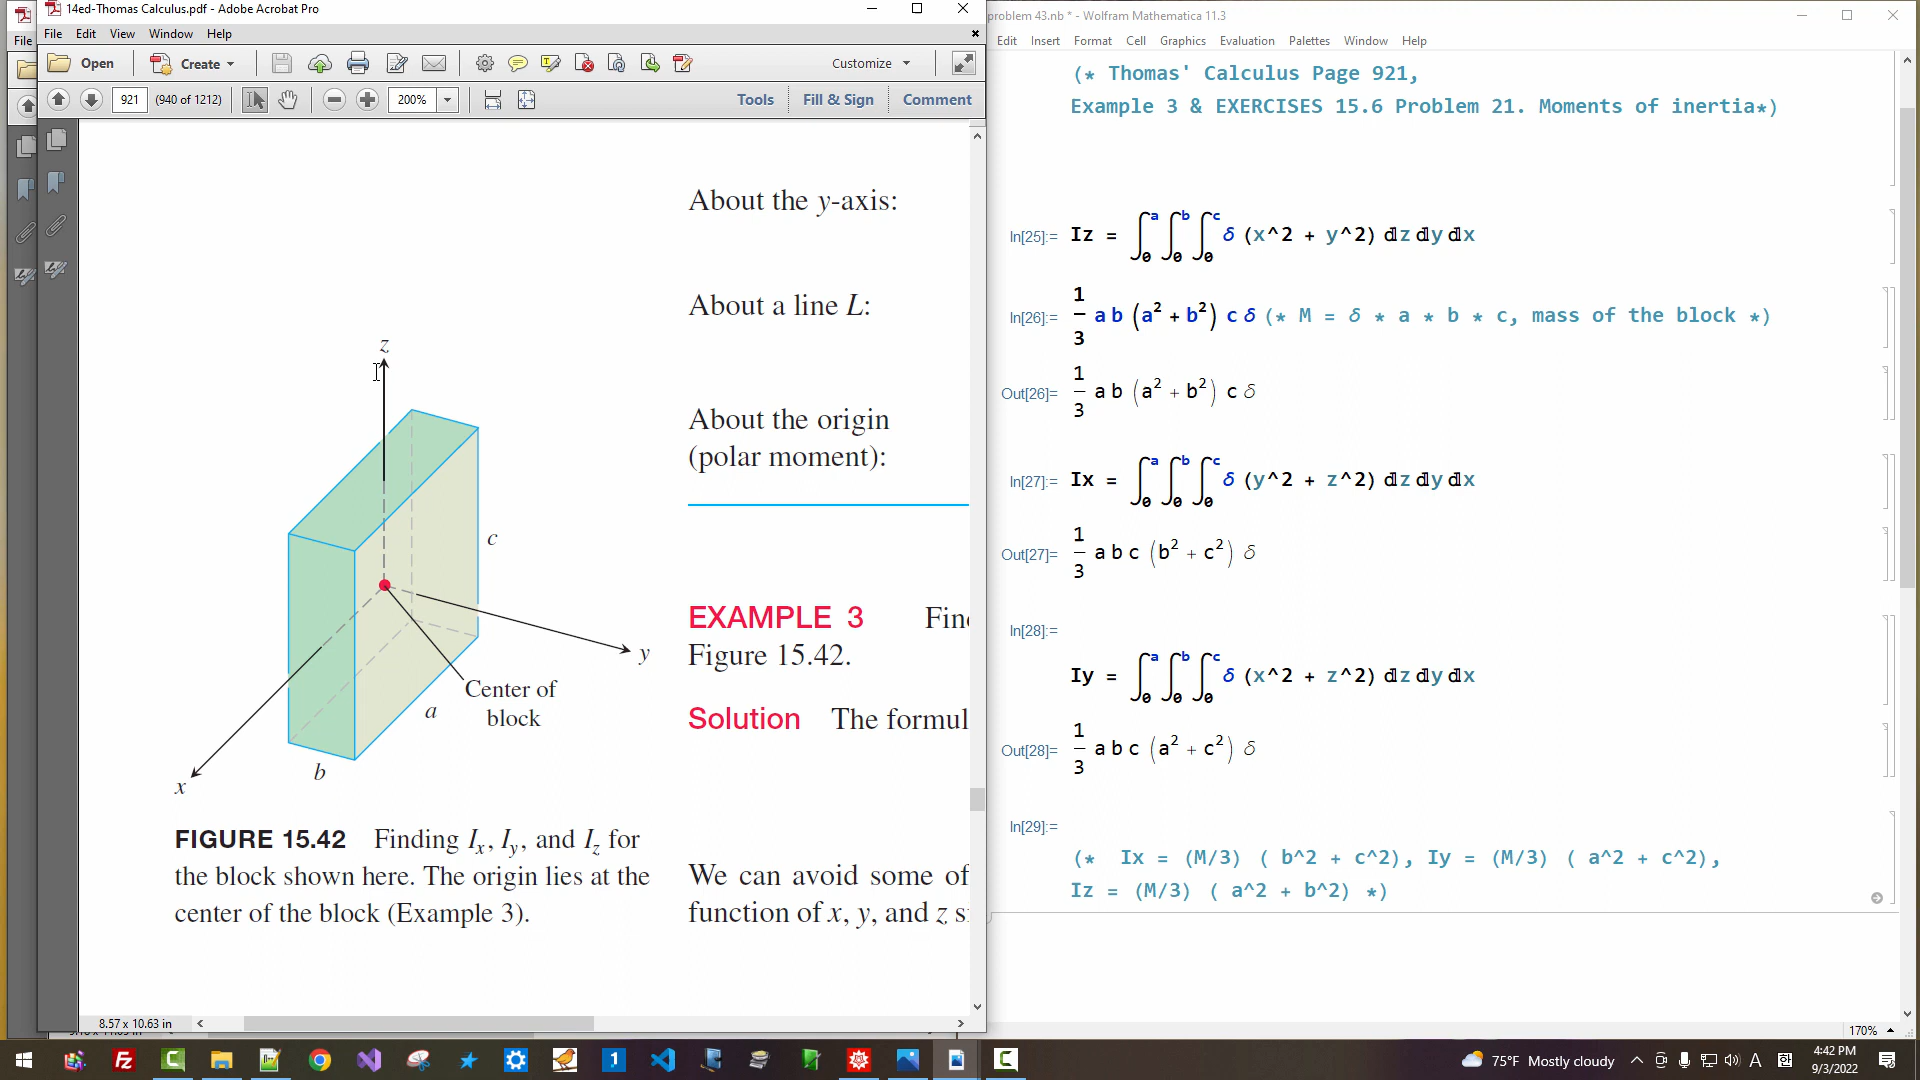 14ed-Thomas Calculus.pdf - Adobe Acrobat Pro
File Edit View Window Help
Open Create Customize
921 (940 of 1212) 200% Tools Fill & Sign Comment
About the y-axis:
About a line L:
z
About the origin
(polar moment):
c
EXAMPLE 3
Figure 15.42.
y
Center of
block
a
Solution The formul
b
x
FIGURE 15.42 Finding Ix, Iy, and Iz for
the block shown here. The origin lies at the
center of the block (Example 3).
We can avoid some of
function of x, y, and z
8.57 x 10.63 in
File
problem 43.nb * - Wolfram Mathematica 11.3
Edit Insert Format Cell Graphics Evaluation Palettes Window Help
(* Thomas' Calculus Page 921,
Example 3 & EXERCISES 15.6 Problem 21. Moments of inertia*)
In[25]:= Iz = ∫₀ᵃ ∫₀ᵇ ∫₀ᶜ δ (x^2 + y^2) ⅆz ⅆy ⅆx
In[26]:= 1/3 a b (a² + b²) c δ (* M = δ * a * b * c, mass of the block *)
Out[26]= 1/3 a b (a² + b²) c δ
In[27]:= Ix = ∫₀ᵃ ∫₀ᵇ ∫₀ᶜ δ (y^2 + z^2) ⅆz ⅆy ⅆx
Out[27]= 1/3 a b c (b² + c²) δ
In[28]:=
Iy = ∫₀ᵃ ∫₀ᵇ ∫₀ᶜ δ (x^2 + z^2) ⅆz ⅆy ⅆx
Out[28]= 1/3 a b c (a² + c²) δ
In[29]:=
(* Ix = (M/3) ( b^2 + c^2), Iy = (M/3) ( a^2 + c^2),
Iz = (M/3) ( a^2 + b^2) *)
170%
75°F Mostly cloudy A 한 4:42 PM
9/3/2022